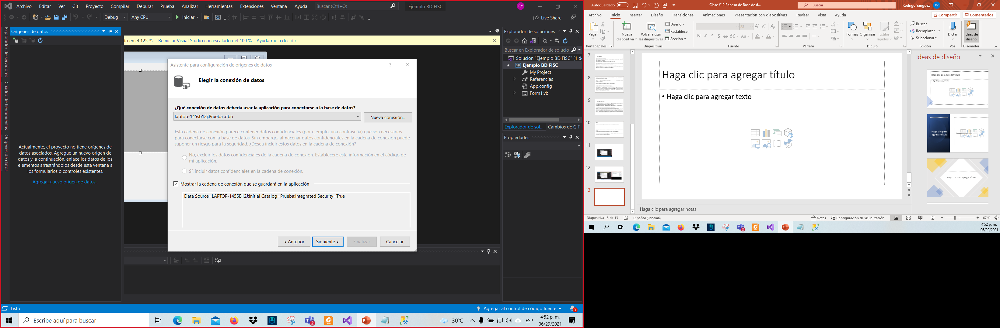 Archivo Editar Ver Git Proyecto Compilar Depurar Prueba Analizar Herramientas Extensiones Ventana Ayuda Buscar (Ctrl+Q) Ejemplo BD FISC RY
Debug Any CPU Iniciar Live Share
Explorador de servidores
Cuadro de herramientas
Orígenes de datos
Orígenes de datos
Actualmente, el proyecto no tiene orígenes de
datos asociados. Agregue un nuevo origen de
datos y, a continuación, enlace los datos de los
elementos arrastrándolos desde esta ventana a
los formularios o controles existentes.
Agregar nuevo origen de datos...
do en el 125 %. Reiniciar Visual Studio con escalado del 100 % Ayudarme a decidir
Asistente para configuración de orígenes de datos
Elegir la conexión de datos
¿Qué conexión de datos debería usar la aplicación para conectarse a la base de datos?
laptop-145sb12j.Prueba .dbo
Nueva conexión...
Esta cadena de conexión parece contener datos confidenciales (por ejemplo, una contraseña) que son necesarios
para conectarse con la base de datos. Sin embargo, almacenar datos confidenciales en la cadena de conexión puede
suponer un riesgo para la seguridad. ¿Desea incluir estos datos en la cadena de conexión?
No, excluir los datos confidenciales de la cadena de conexión. Estableceré esta información en el código de
mi aplicación.
Sí, incluir datos confidenciales en la cadena de conexión.
Mostrar la cadena de conexión que se guardará en la aplicación
Data Source=LAPTOP-145SB12J;Initial Catalog=Prueba;Integrated Security=True
< Anterior Siguiente > Finalizar Cancelar
Explorador de soluciones
Buscar en Explorador de solucio
Solución "Ejemplo BD FISC" (1 de
Ejemplo BD FISC
My Project
Referencias
App.config
Form1.vb
Explorador de sol... Cambios de GIT
Propiedades
Listo
Agregar al control de código fuente 3
Escribe aquí para buscar
2
30°C
ESP
4:52 p. m.
06/29/2021
Autoguardado Clase #12 Repaso de Base de d... Buscar Rodrigo Yanguez RY
Archivo Inicio Insertar Diseño Transiciones Animaciones Presentación con diapositivas Revisar Vista Ayuda Compartir Comentarios
Pegar
Portapapeles
Nueva
diapositiva
Volver a usar
las diapositivas
Diseño
Restablecer
Sección
Diapositivas
28
N K S S ab AV Aa A
Fuente
Párrafo
Formas Organizar
Estilos
rápidos
Dibujo
Buscar
Reemplazar
Seleccionar
Edición
Dictar
Voz
Ideas de
diseño
Diseñador
7
8
9
10
11
12
13
Haga clic para agregar título
• Haga clic para agregar texto
Haga clic para agregar notas
Ideas de diseño
Haga clic para agregar título
Haga clic para
agregar título
Haga clic para agregar título
Diapositiva 13 de 13 Español (Panamá) Notas Configuración de visualización 67 %
2
4:52 p. m.
06/29/2021